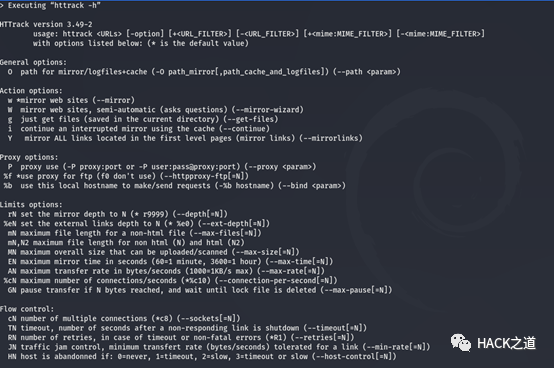 > Executing "httrack -h"
HTTrack version 3.49-2
usage: httrack <URLs> [-option] [+<URL_FILTER>] [-<URL_FILTER>] [+<mime:MIME_FILTER>] [-<mime:MIME_FILTER>]
with options listed below: (* is the default value)
General options:
O path for mirror/logfiles+cache (-O path_mirror[,path_cache_and_logfiles]) (--path <param>)
Action options:
w *mirror web sites (--mirror)
W mirror web sites, semi-automatic (asks questions) (--mirror-wizard)
g just get files (saved in the current directory) (--get-files)
i continue an interrupted mirror using the cache (--continue)
Y mirror ALL links located in the first level pages (mirror links) (--mirrorlinks)
Proxy options:
P proxy use (-P proxy:port or -P user:pass@proxy:port) (--proxy <param>)
%f *use proxy for ftp (f0 don't use) (--httpproxy-ftp[=N])
%b use this local hostname to make/send requests (-%b hostname) (--bind <param>)
Limits options:
rN set the mirror depth to N (* r9999) (--depth[=N])
%eN set the external links depth to N (* %e0) (--ext-depth[=N])
mN maximum file length for a non-html file (--max-files[=N])
mN,N2 maximum file length for non html (N) and html (N2)
MN maximum overall size that can be uploaded/scanned (--max-size[=N])
EN maximum mirror time in seconds (60=1 minute, 3600=1 hour) (--max-time[=N])
AN maximum transfer rate in bytes/seconds (1000=1KB/s max) (--max-rate[=N])
%cN maximum number of connections/seconds (*%c10) (--connection-per-second[=N])
GN pause transfer if N bytes reached, and wait until lock file is deleted (--max-pause[=N])
Flow control:
cN number of multiple connections (*c8) (--sockets[=N])
TN timeout, number of seconds after a non-responding link is shutdown (--timeout[=N])
RN number of retries, in case of timeout or non-fatal errors (*R1) (--retries[=N])
JN traffic jam control, minimum transfert rate (bytes/seconds) tolerated for a link (--min-rate[=N])
HN host is abandonned if: 0=never, 1=timeout, 2=slow, 3=timeout or slow (--host-control[=N])
HACK之道